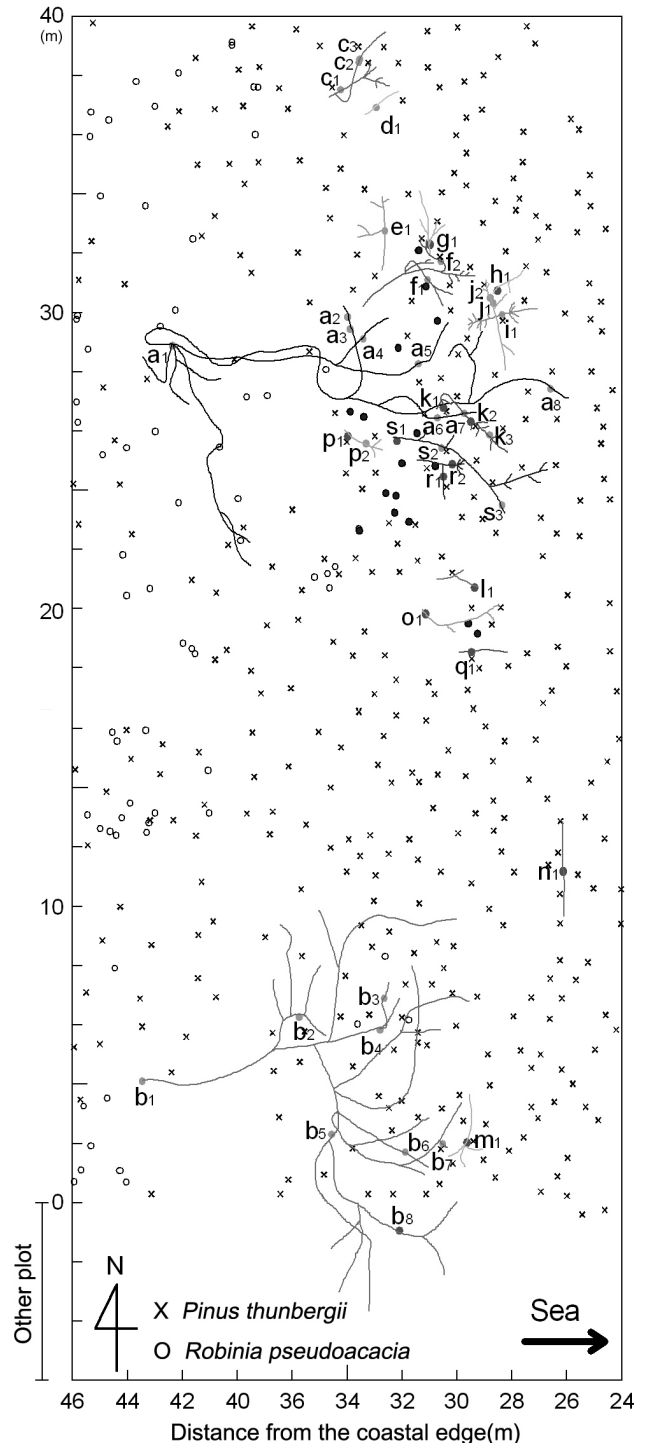 40
(m)
c3
c2
c1
d1
e1
g1
f2
f1
h1
j2
j1
i1
30
a2
a3
a4
a1
a5
a8
k1
k2
a6
a7
k3
p1
s1
p2
s2
r1
r2
s3
l1
20
o1
q1
n1
10
b3
b2
b4
b1
b5
b6
b7
m1
0
b8
Other plot
N
X Pinus thunbergii
O Robinia pseudoacacia
Sea
46 44 42 40 38 36 34 32 30 28 26 24
Distance from the coastal edge(m)